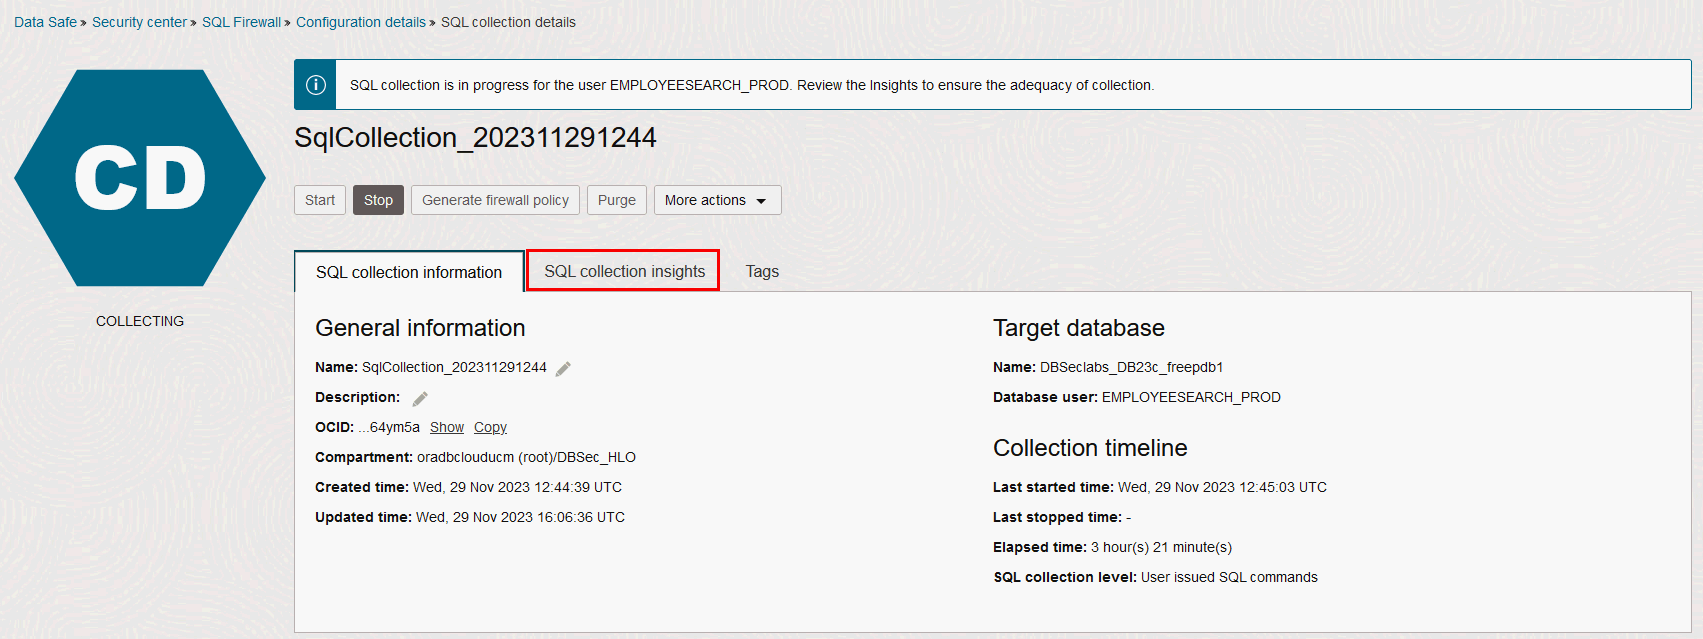 Data Safe » Security center » SQL Firewall » Configuration details » SQL collection details
SQL collection is in progress for the user EMPLOYEESEARCH_PROD. Review the Insights to ensure the adequacy of collection.
CD
COLLECTING
SqlCollection_202311291244
Start Stop Generate firewall policy Purge More actions
SQL collection information SQL collection insights Tags
General information
Name: SqlCollection_202311291244
Description:
OCID: ...64ym5a Show Copy
Compartment: oradbclouducm (root)/DBSec_HLO
Created time: Wed, 29 Nov 2023 12:44:39 UTC
Updated time: Wed, 29 Nov 2023 16:06:36 UTC
Target database
Name: DBSeclabs_DB23c_freepdb1
Database user: EMPLOYEESEARCH_PROD
Collection timeline
Last started time: Wed, 29 Nov 2023 12:45:03 UTC
Last stopped time: -
Elapsed time: 3 hour(s) 21 minute(s)
SQL collection level: User issued SQL commands